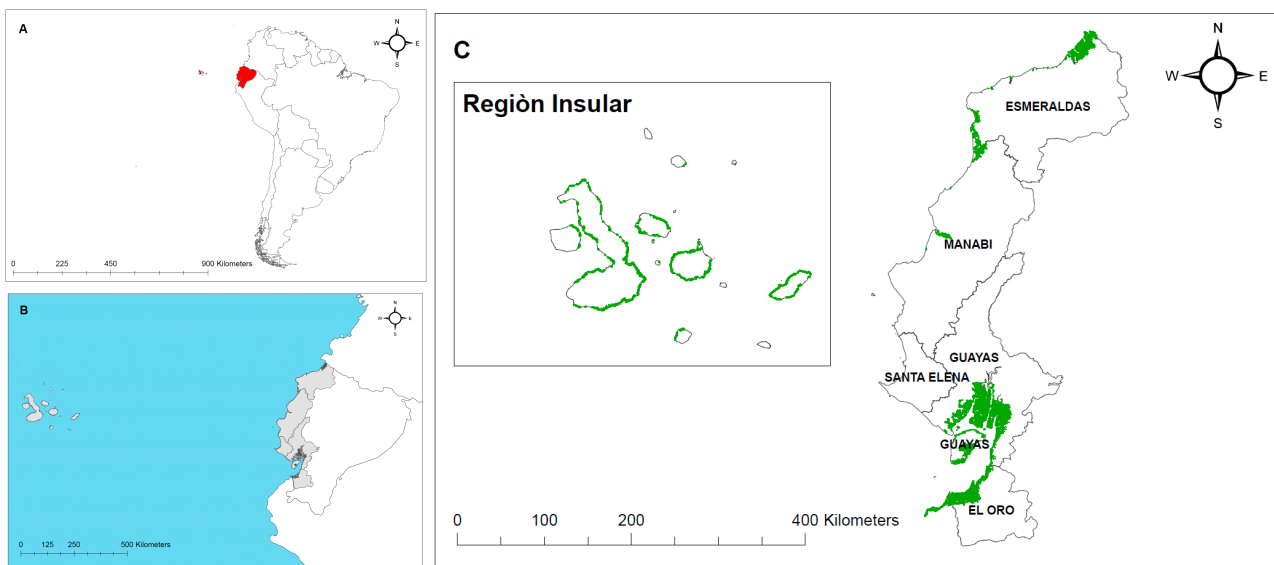 A
N
W E
S
0 225 450 900 Kilometers
B
N
W E
S
0 125 250 500 Kilometers
C
Regiòn Insular
N
W E
S
ESMERALDAS
MANABI
GUAYAS
SANTA ELENA
GUAYAS
EL ORO
0 100 200 400 Kilometers